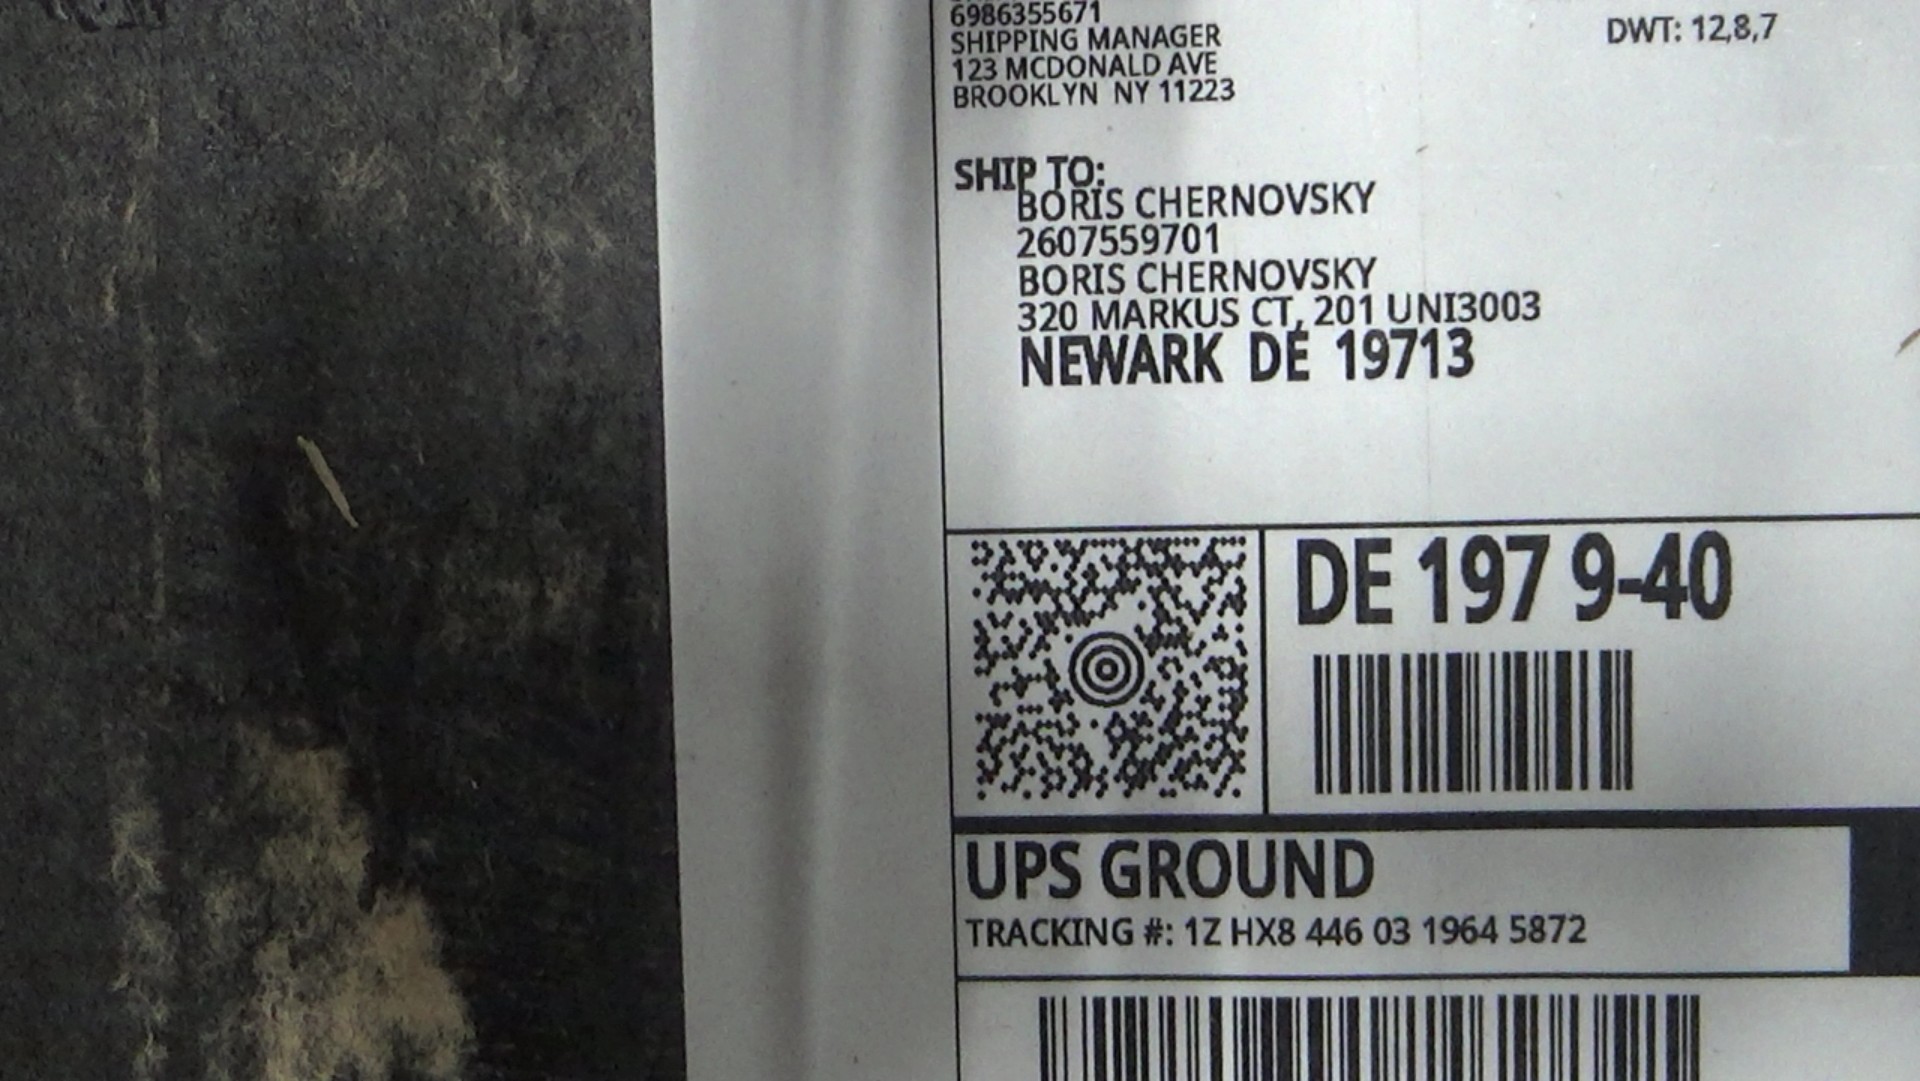 6986355671
SHIPPING MANAGER
123 MCDONALD AVE
BROOKLYN NY 11223
DWT: 12,8,7
SHIP TO:
BORIS CHERNOVSKY
2607559701
BORIS CHERNOVSKY
320 MARKUS CT, 201 UNI3003
NEWARK DE 19713
DE 197 9-40
UPS GROUND
TRACKING #: 1Z HX8 446 03 1964 5872